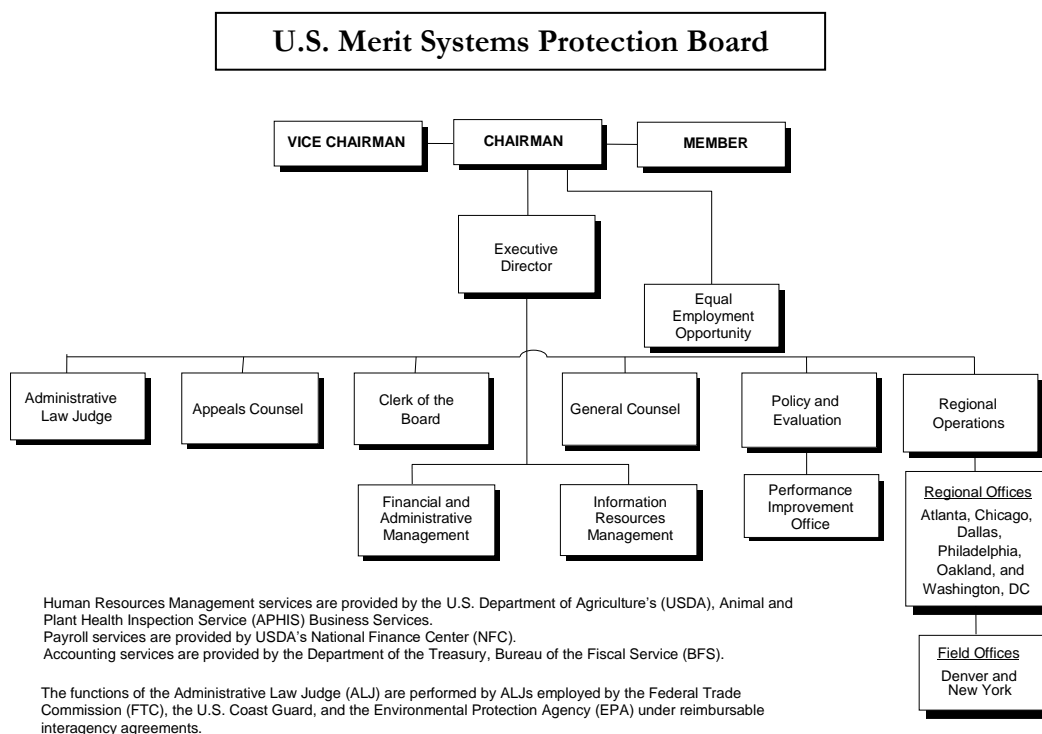 U.S. Merit Systems Protection Board
VICE CHAIRMAN
CHAIRMAN
MEMBER
Executive
Director
Equal
Employment
Opportunity
Administrative
Law Judge
Appeals Counsel
Clerk of the
Board
General Counsel
Policy and
Evaluation
Regional
Operations
Financial and
Administrative
Management
Information
Resources
Management
Performance
Improvement
Office
Regional Offices
Atlanta, Chicago,
Dallas,
Philadelphia,
Oakland, and
Washington, DC
Field Offices
Denver and
New York
Human Resources Management services are provided by the U.S. Department of Agriculture's (USDA), Animal and
Plant Health Inspection Service (APHIS) Business Services.
Payroll services are provided by USDA's National Finance Center (NFC).
Accounting services are provided by the Department of the Treasury, Bureau of the Fiscal Service (BFS).
The functions of the Administrative Law Judge (ALJ) are performed by ALJs employed by the Federal Trade
Commission (FTC), the U.S. Coast Guard, and the Environmental Protection Agency (EPA) under reimbursable
interagency agreements.